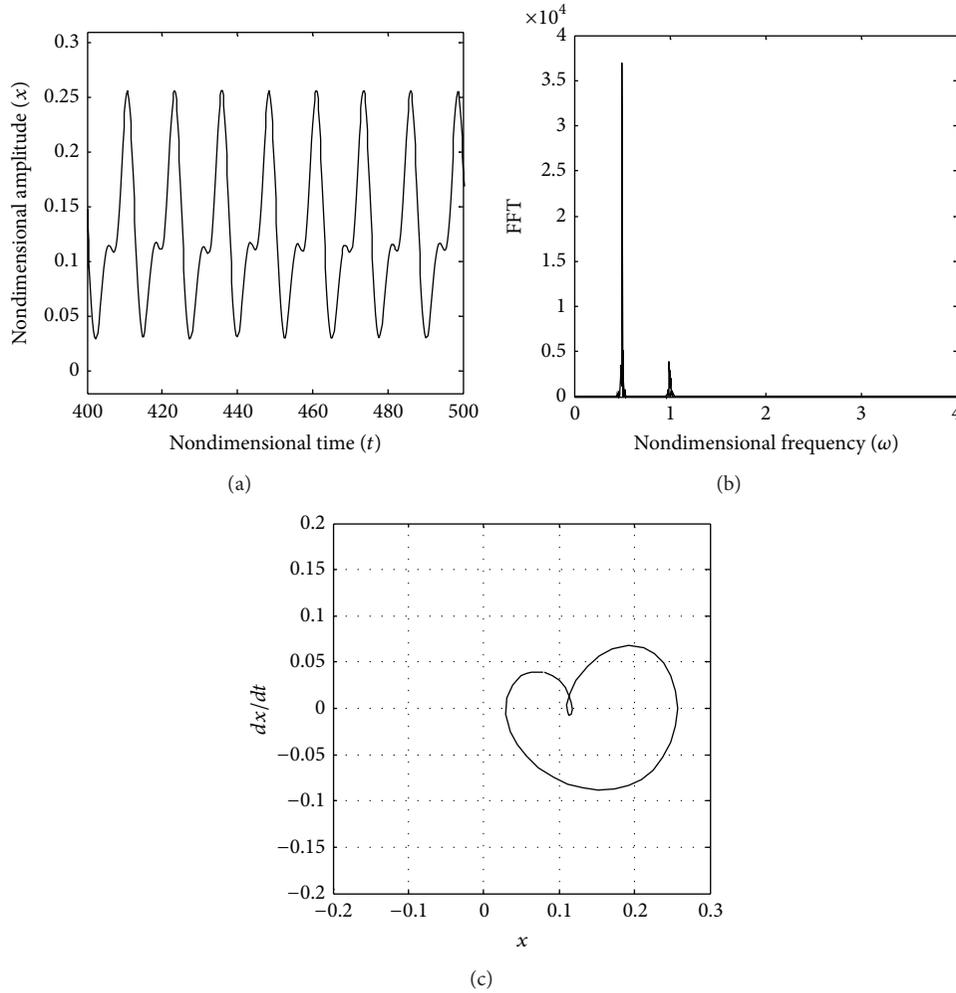 0.3
0.25
0.2
0.15
0.1
0.05
0
Nondimensional amplitude (x)
400 420 440 460 480 500
Nondimensional time (t)
(a)
×10⁴
4
3.5
3
2.5
2
1.5
1
0.5
0
FFT
0 1 2 3 4
Nondimensional frequency (ω)
(b)
0.2
0.15
0.1
0.05
0
−0.05
−0.1
−0.15
−0.2
dx/dt
−0.2 −0.1 0 0.1 0.2 0.3
x
(c)